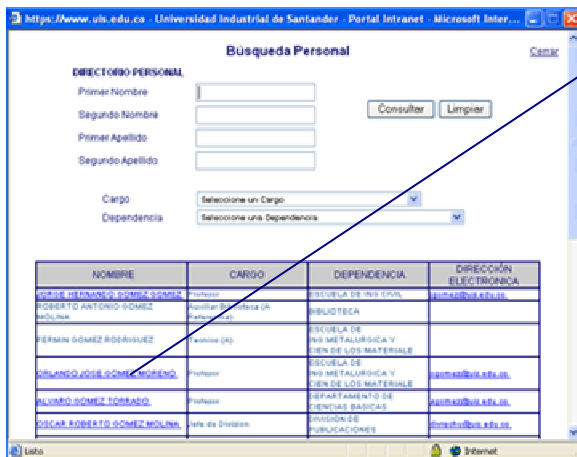 https://www.uis.edu.co - Universidad Industrial de Santander - Portal Intranet - Microsoft Inter...
Búsqueda Personal
Cerrar
DIRECTORIO PERSONAL
Primer Nombre
Segundo Nombre
Consultar Limpiar
Primer Apellido
Segundo Apellido
Cargo Seleccione un Cargo
Dependencia Seleccione una Dependencia
NOMBRE CARGO DEPENDENCIA DIRECCIÓN ELECTRONICA
JORGE HERNANDO GOMEZ GOMEZ Profesor ESCUELA DE ING CIVIL
ROBERTO ANTONIO GOMEZ MOLINA Auxiliar Biblioteca (A Referencia) BIBLIOTECA
FERMIN GOMEZ RODRIGUEZ Tecnico (A) ESCUELA DE ING METALURGICA Y CIEN DE LOS MATERIALE
ORLANDO JOSE GOMEZ MORENO Profesor ESCUELA DE ING METALURGICA Y CIEN DE LOS MATERIALE
ALVARO GOMEZ TORRADO Profesor DEPARTAMENTO DE CIENCIAS BASICAS
OSCAR ROBERTO GOMEZ MOLINA Jefe de Division DIVISION DE PUBLICACIONES
Listo Internet